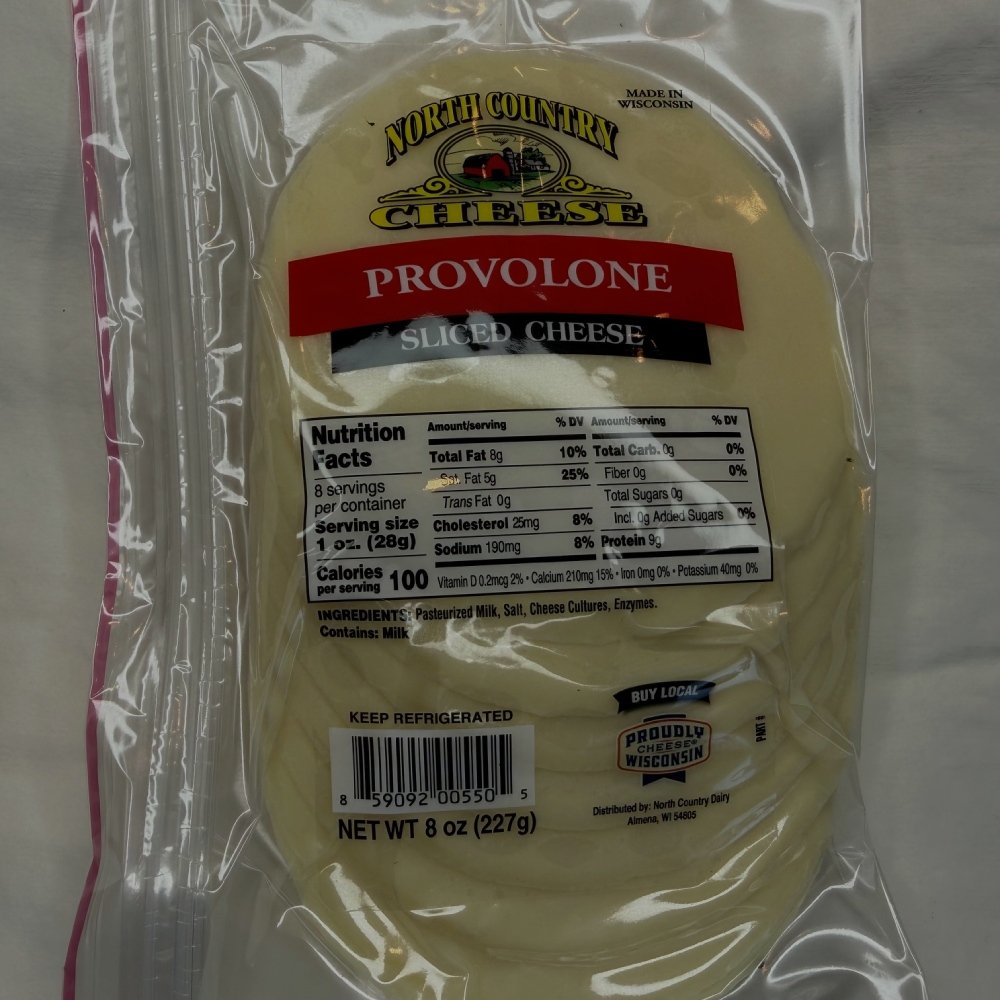 MADE IN
WISCONSIN
NORTH COUNTRY
CHEESE
PROVOLONE
SLICED CHEESE
Nutrition
Facts
8 servings
per container
Serving size
1 oz. (28g)
Calories
per serving 100
Amount/serving % DV
Total Fat 8g 10%
Sat. Fat 5g 25%
Trans Fat 0g
Cholesterol 25mg 8%
Sodium 190mg 8%
Amount/serving % DV
Total Carb. 0g 0%
Fiber 0g 0%
Total Sugars 0g
Incl. 0g Added Sugars 0%
Protein 9g
Vitamin D 0.2mcg 2% • Calcium 210mg 15% • Iron 0mg 0% • Potassium 40mg 0%
INGREDIENTS: Pasteurized Milk, Salt, Cheese Cultures, Enzymes.
Contains: Milk
KEEP REFRIGERATED
8 59092 00550 5
NET WT 8 oz (227g)
BUY LOCAL
PROUDLY
CHEESE®
WISCONSIN
PART #
Distributed by: North Country Dairy
Almena, WI 54805